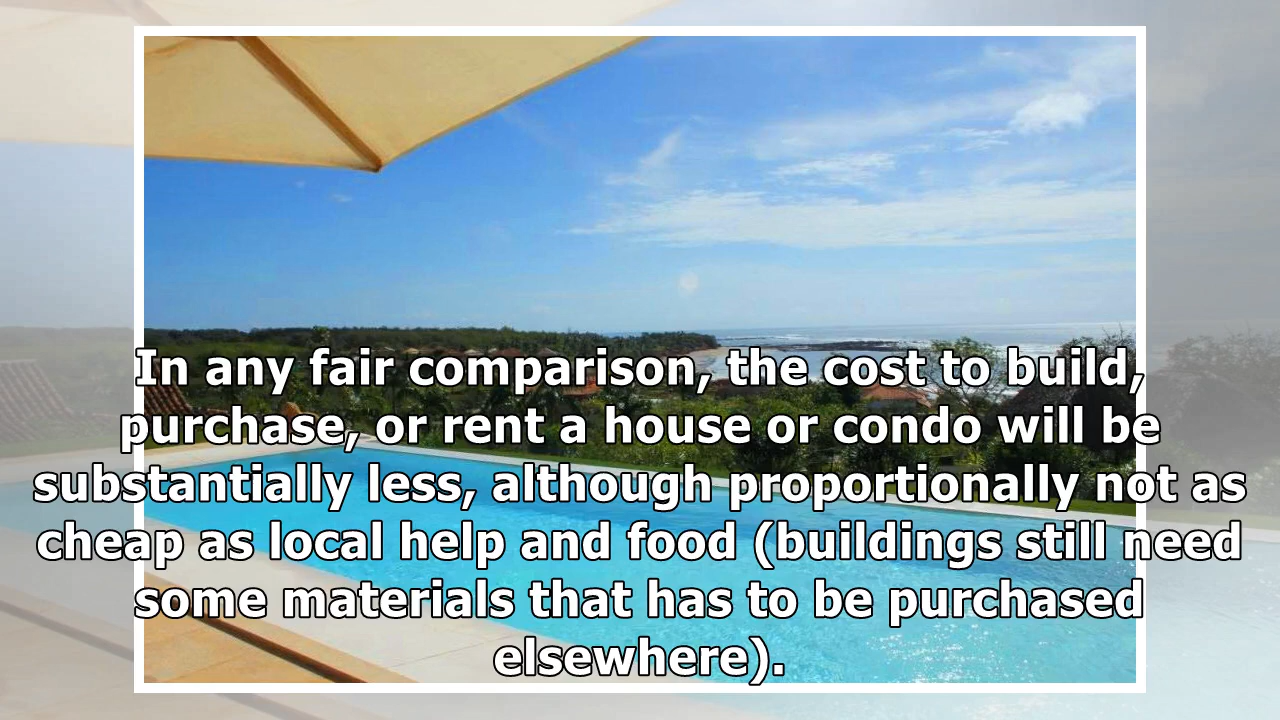 In any fair comparison, the cost to build,
purchase, or rent a house or condo will be
substantially less, although proportionally not as
cheap as local help and food (buildings still need
some materials that has to be purchased
elsewhere).